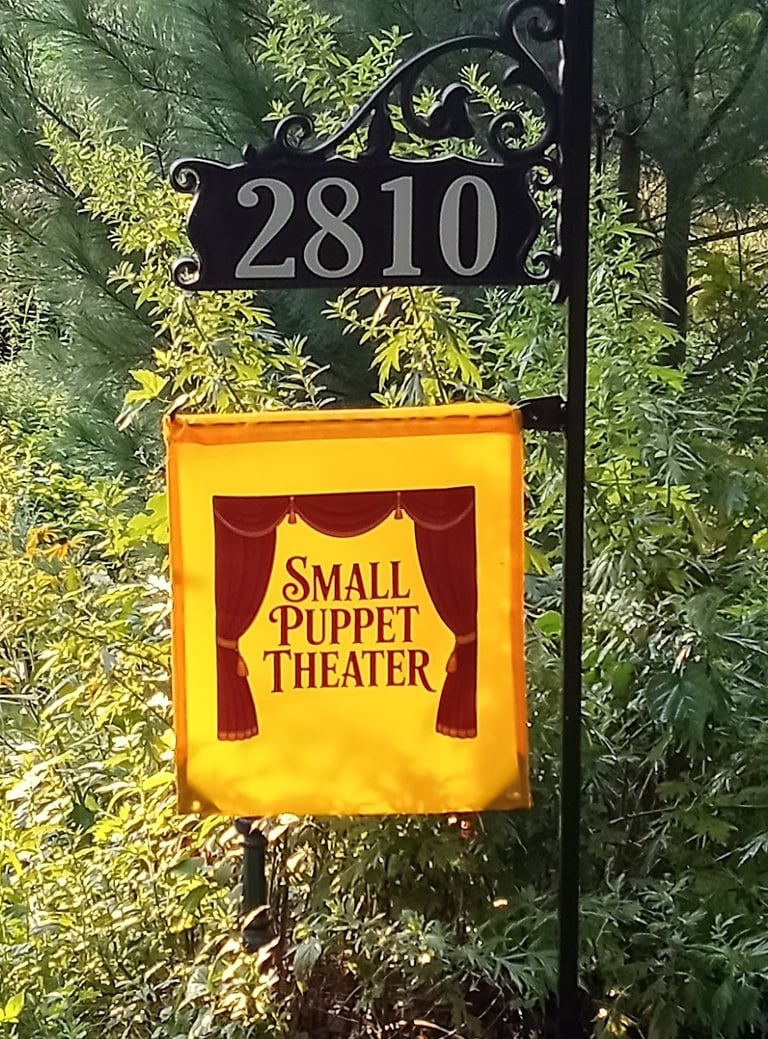 2810
SMALL
PUPPET
THEATER